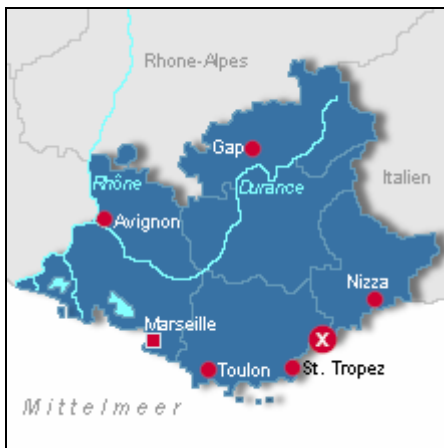 Rhone-Alpes
Gap
Rhône
Durance
Italien
Avignon
Nizza
Marseille
X
Toulon
St. Tropez
Mittelmeer